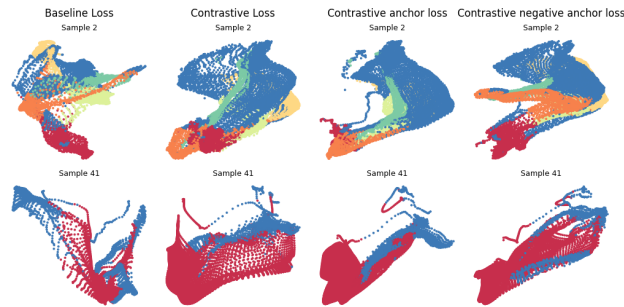 Baseline Loss
Contrastive Loss
Contrastive anchor loss
Contrastive negative anchor loss
Sample 2
Sample 2
Sample 2
Sample 2
Sample 41
Sample 41
Sample 41
Sample 41